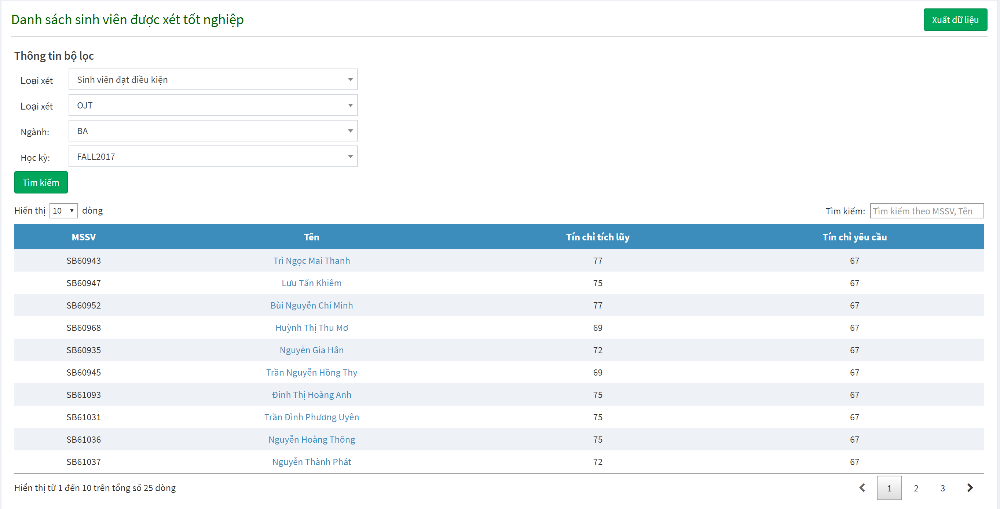 Danh sách sinh viên được xét tốt nghiệp
Xuất dữ liệu
Thông tin bộ lọc
Loại xét Sinh viên đạt điều kiện
Loại xét OJT
Ngành: BA
Học kỳ: FALL2017
Tìm kiếm
Hiển thị 10 dòng
Tìm kiếm: Tìm kiếm theo MSSV, Tên
MSSV Tên Tín chỉ tích lũy Tín chỉ yêu cầu
SB60943 Trì Ngọc Mai Thanh 77 67
SB60947 Lưu Tấn Khiêm 75 67
SB60952 Bùi Nguyễn Chí Minh 77 67
SB60968 Huỳnh Thị Thu Mơ 69 67
SB60935 Nguyễn Gia Hân 72 67
SB60945 Trần Nguyễn Hồng Thy 69 67
SB61093 Đinh Thị Hoàng Anh 75 67
SB61031 Trần Đình Phương Uyên 75 67
SB61036 Nguyễn Hoàng Thông 75 67
SB61037 Nguyễn Thành Phát 72 67
Hiển thị từ 1 đến 10 trên tổng số 25 dòng
1 2 3